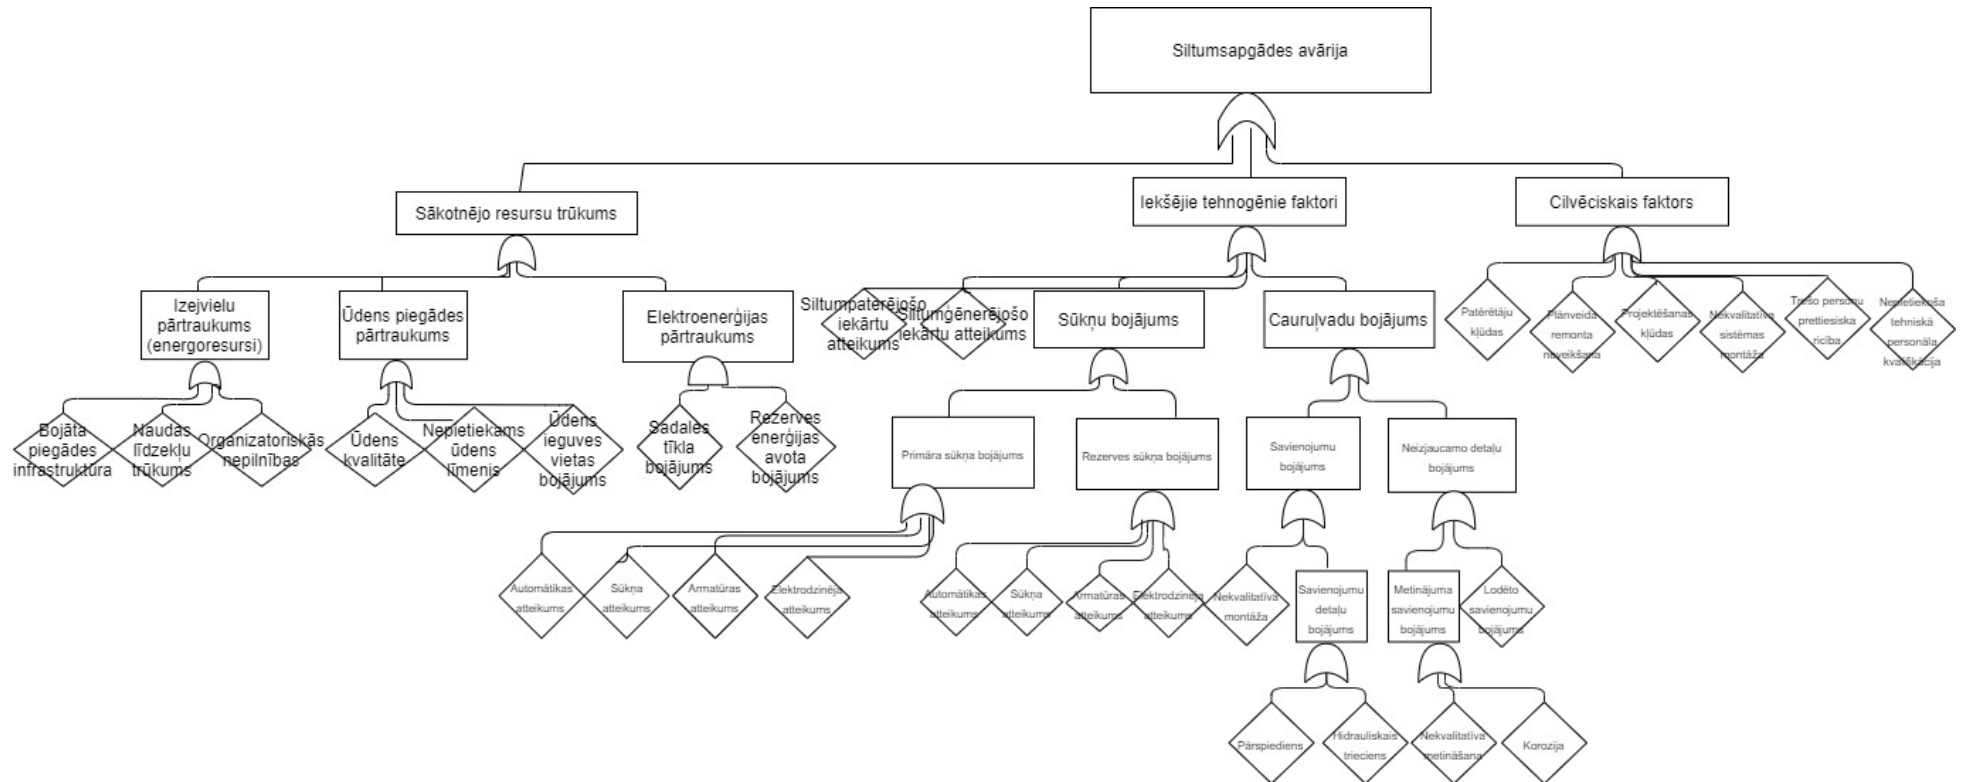 Siltumsapgādes avārija
Sākotnējo resursu trūkums
Iekšējie tehnogēnie faktori
Cilvēciskais faktors
Izejvielu
pārtraukums
(energoresursi)
Ūdens piegādes
pārtraukums
Elektroenerģijas
pārtraukums
Siltumpaterējošo
iekārtu
atteikums
Siltumģēnerējošo
iekārtu atteikums
Sūkņu bojājums
Cauruļvadu bojājums
Patērētāju
kļūdas
Plānveida
remonta
neveikšana
Projektēšanas
kļūdas
Nekvalitatīva
sistēmas
montāža
Trešo personu
prettiesiska
rīcība
Nepietiekoša
tehniskā
personāla
kvalifikācija
Bojāta
piegādes
infrastruktūra
Naudas
līdzekļu
trūkums
Organizatoriskās
nepilnības
Ūdens
kvalitāte
Nepietiekams
ūdens
līmenis
Ūdens
ieguves
vietas
bojājums
Sadales
tīkla
bojājums
Rezerves
enerģijas
avota
bojājums
Primāra sūkņa bojājums
Rezerves sūkņa bojājums
Savienojumu
bojājums
Neizjaucamo detaļu
bojājums
Automātikas
atteikums
Sūkņa
atteikums
Armatūras
atteikums
Elektrodzinēja
atteikums
Automātikas
atteikums
Sūkņa
atteikums
Armatūras
atteikums
Elektrodzinēja
atteikums
Nekvalitatīva
montāža
Savienojumu
detaļu
bojājums
Metinājuma
savienojumu
bojājums
Lodēto
savienojumu
bojājums
Pārspiediens
Hidrauliskais
trieciens
Nekvalitatīva
metināšana
Korozija